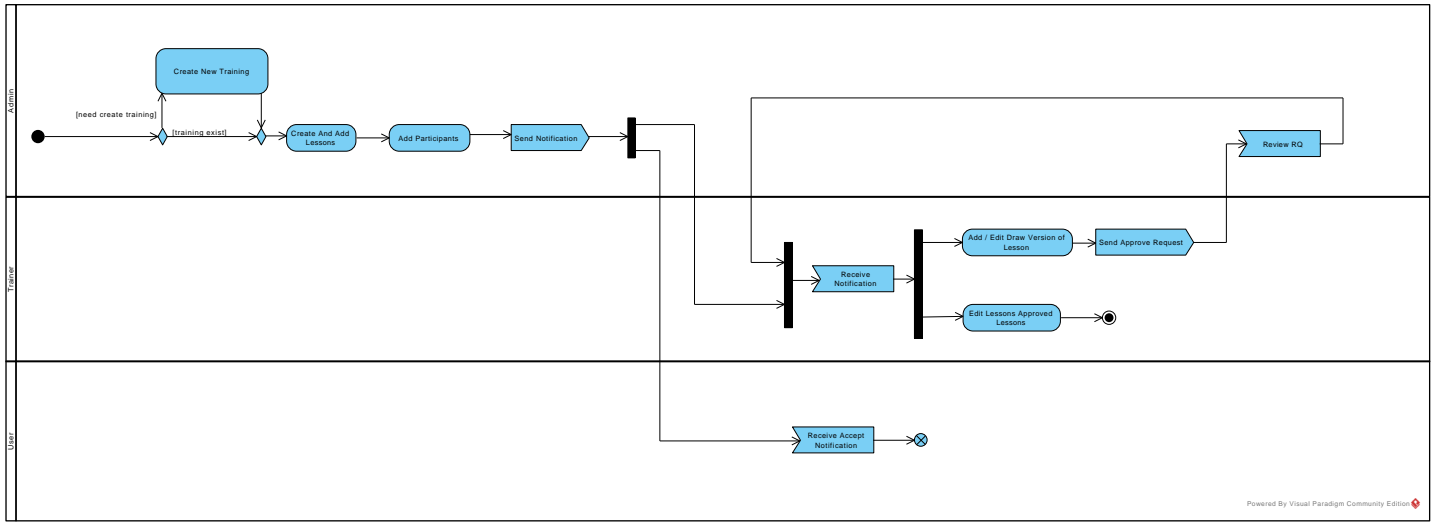 Admin
Create New Training
[need create training]
[training exist]
Create And Add
Lessons
Add Participants
Send Notification
Review RQ
Trainer
Receive
Notification
Add / Edit Draw Version of
Lesson
Send Approve Request
Edit Lessons Approved
Lessons
User
Receive Accept
Notification
Powered By Visual Paradigm Community Edition